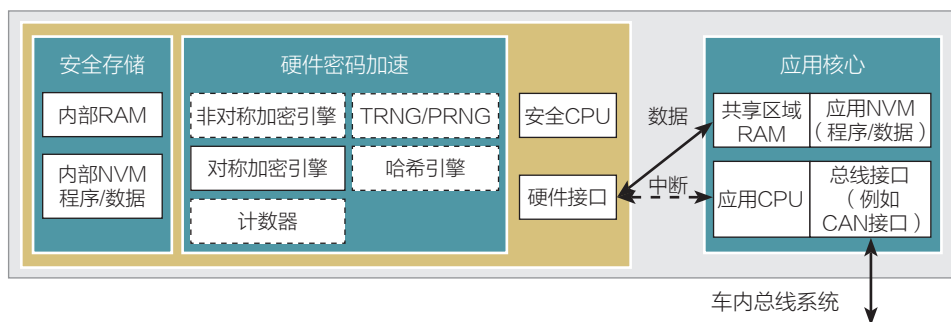 安全存储
内部RAM
内部NVM
程序/数据
硬件密码加速
非对称加密引擎
TRNG/PRNG
对称加密引擎
哈希引擎
计数器
安全CPU
硬件接口
数据
中断
应用核心
共享区域
RAM
应用NVM
（程序/数据）
应用CPU
总线接口
（例如
CAN接口）
车内总线系统